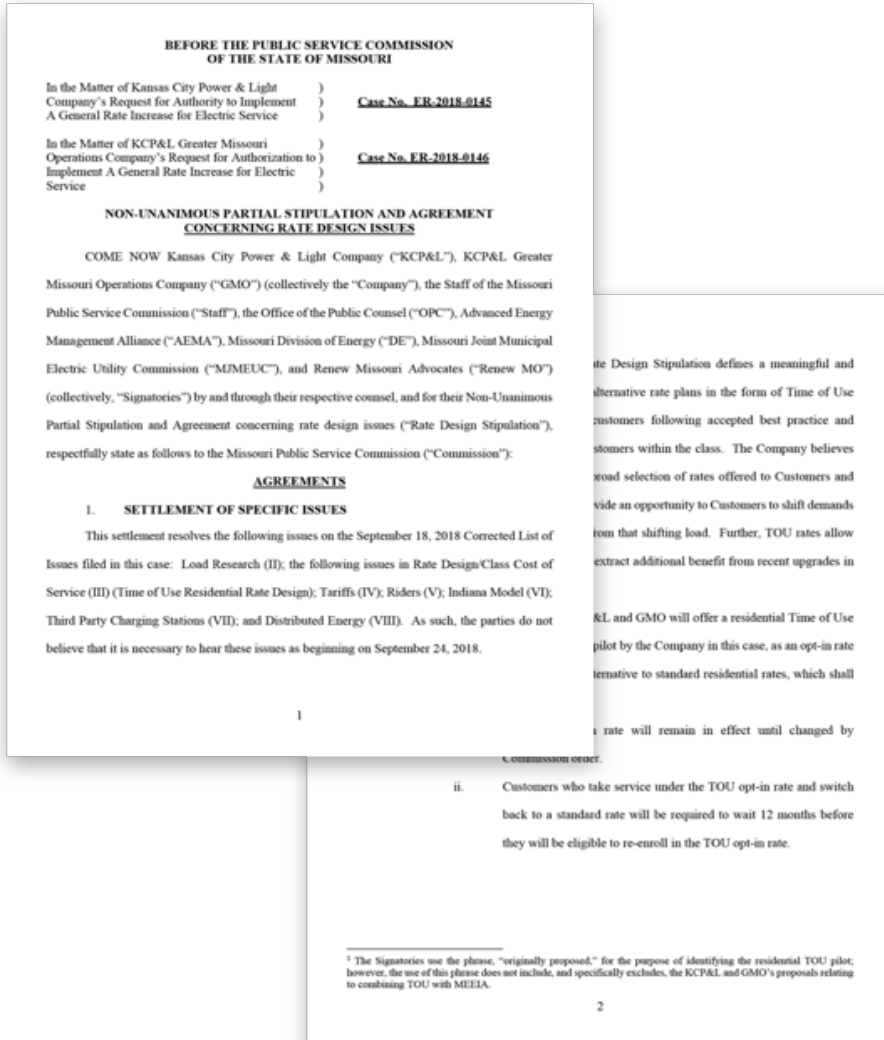 BEFORE THE PUBLIC SERVICE COMMISSION
OF THE STATE OF MISSOURI
In the Matter of Kansas City Power & Light )
Company's Request for Authority to Implement ) Case No. ER-2018-0145
A General Rate Increase for Electric Service )
In the Matter of KCP&L Greater Missouri )
Operations Company's Request for Authorization to ) Case No. ER-2018-0146
Implement A General Rate Increase for Electric )
Service )
NON-UNANIMOUS PARTIAL STIPULATION AND AGREEMENT
CONCERNING RATE DESIGN ISSUES
COME NOW Kansas City Power & Light Company ("KCP&L"), KCP&L Greater
Missouri Operations Company ("GMO") (collectively the "Company"), the Staff of the Missouri
Public Service Commission ("Staff"), the Office of the Public Counsel ("OPC"), Advanced Energy
Management Alliance ("AEMA"), Missouri Division of Energy ("DE"), Missouri Joint Municipal
Electric Utility Commission ("MJMEUC"), and Renew Missouri Advocates ("Renew MO")
(collectively, "Signatories") by and through their respective counsel, and for their Non-Unanimous
Partial Stipulation and Agreement concerning rate design issues ("Rate Design Stipulation"),
respectfully state as follows to the Missouri Public Service Commission ("Commission"):
AGREEMENTS
1. SETTLEMENT OF SPECIFIC ISSUES
This settlement resolves the following issues on the September 18, 2018 Corrected List of
Issues filed in this case: Load Research (II); the following issues in Rate Design/Class Cost of
Service (III) (Time of Use Residential Rate Design); Tariffs (IV); Riders (V); Indiana Model (VI);
Third Party Charging Stations (VII); and Distributed Energy (VIII). As such, the parties do not
believe that it is necessary to hear these issues as beginning on September 24, 2018.
1
Design Stipulation defines a meaningful and
alternative rate plans in the form of Time of Use
customers following accepted best practice and
within the class. The Company believes
selection of rates offered to Customers and
an opportunity to Customers to shift demands
from that shifting load. Further, TOU rates allow
extract additional benefit from recent upgrades in
and GMO will offer a residential Time of Use
pilot by the Company in this case, as an opt-in rate
to standard residential rates, which shall
rate will remain in effect until changed by
Commission order.
ii. Customers who take service under the TOU opt-in rate and switch
back to a standard rate will be required to wait 12 months before
they will be eligible to re-enroll in the TOU opt-in rate.
1 The Signatories use the phrase, "originally proposed," for the purpose of identifying the residential TOU pilot;
however, the use of this phrase does not include, and specifically excludes, the KCP&L and GMO's proposals relating
to combining TOU with MEEIA.
2